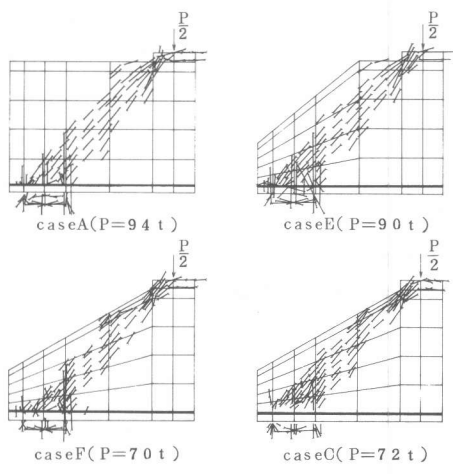 P/2
P/2
caseA(P=94t)
caseE(P=90t)
P/2
P/2
caseF(P=70t)
caseC(P=72t)